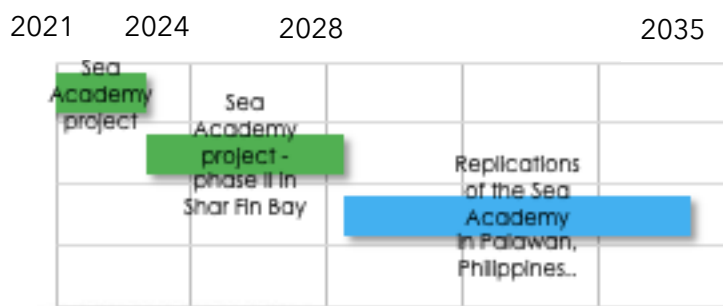 2021 2024 2028 2035
Sea
Academy
project
Sea
Academy
project -
phase II in
Shar Fin Bay
Replications
of the Sea
Academy
in Palawan,
Philippines..